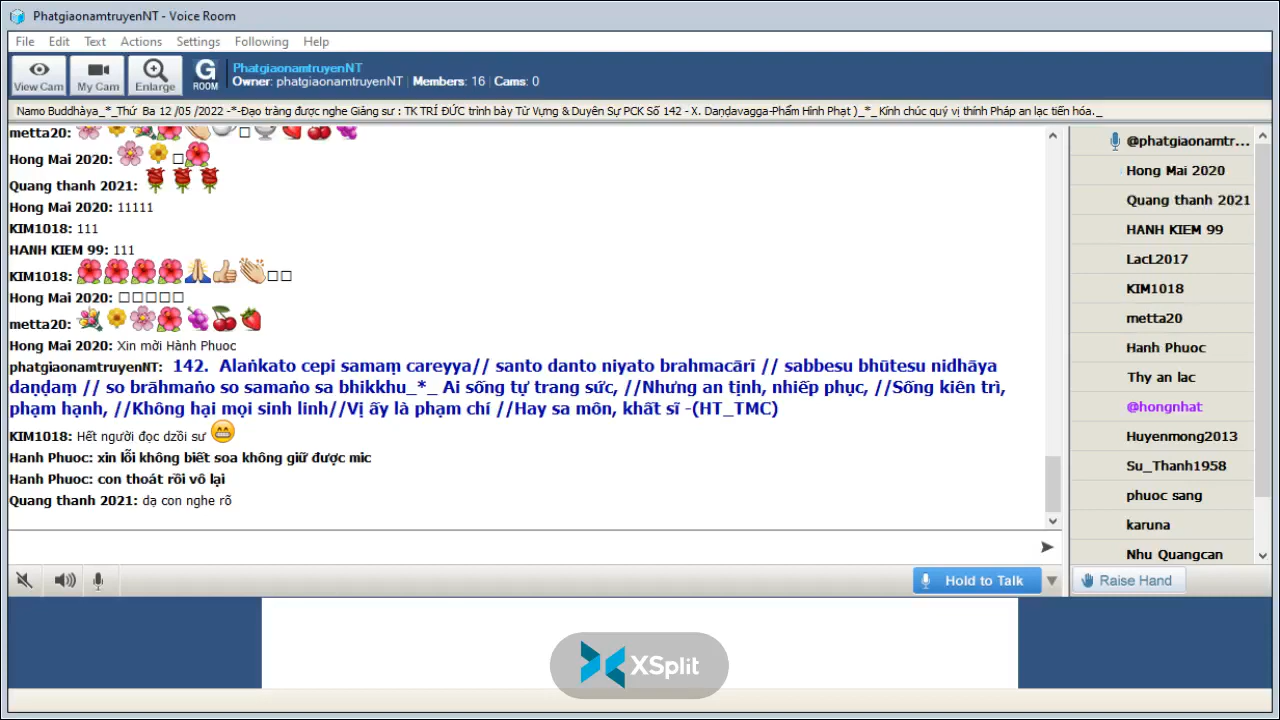 PhatgiaonamtruyenNT - Voice Room
File Edit Text Actions Settings Following Help
View Cam My Cam Enlarge G ROOM
PhatgiaonamtruyenNT
Owner: phatgiaonamtruyenNT | Members: 16 | Cams: 0
Namo Buddhàya_*_Thứ Ba 12 /05 /2022 -*-Đạo tràng được nghe Giảng sư : TK TRÍ ĐỨC trình bày Từ Vựng & Duyên Sự PCK Số 142 - X. Daṇḍavagga-Phẩm Hình Phạt )_*_ Kính chúc quý vị thính Pháp an lạc tiến hóa._
metta20:
Hong Mai 2020:
Quang thanh 2021:
Hong Mai 2020: 11111
KIM1018: 111
HANH KIEM 99: 111
KIM1018:
Hong Mai 2020:
metta20:
Hong Mai 2020: Xin mời Hành Phuoc
phatgiaonamtruyenNT: 142. Alaṅkato cepi samaṃ careyya// santo danto niyato brahmacārī // sabbesu bhūtesu nidhāya
daṇḍaṃ // so brāhmaṅo so samaṅo sa bhikkhu_*_ Ai sống tự trang sức, //Nhưng an tịnh, nhiếp phục, //Sống kiên trì,
phạm hạnh, //Không hại mọi sinh linh//Vị ấy là phạm chí //Hay sa môn, khất sĩ -(HT_TMC)
KIM1018: Hết người đọc dzồi sư
Hanh Phuoc: xin lỗi không biết soa không giữ được mic
Hanh Phuoc: con thoát rồi vô lại
Quang thanh 2021: dạ con nghe rõ
@phatgiaonamtr...
Hong Mai 2020
Quang thanh 2021
HANH KIEM 99
LacL2017
KIM1018
metta20
Hanh Phuoc
Thy an lac
@hongnhat
Huyenmong2013
Su_Thanh1958
phuoc sang
karuna
Nhu Quangcan
Hold to Talk
Raise Hand
XSplit